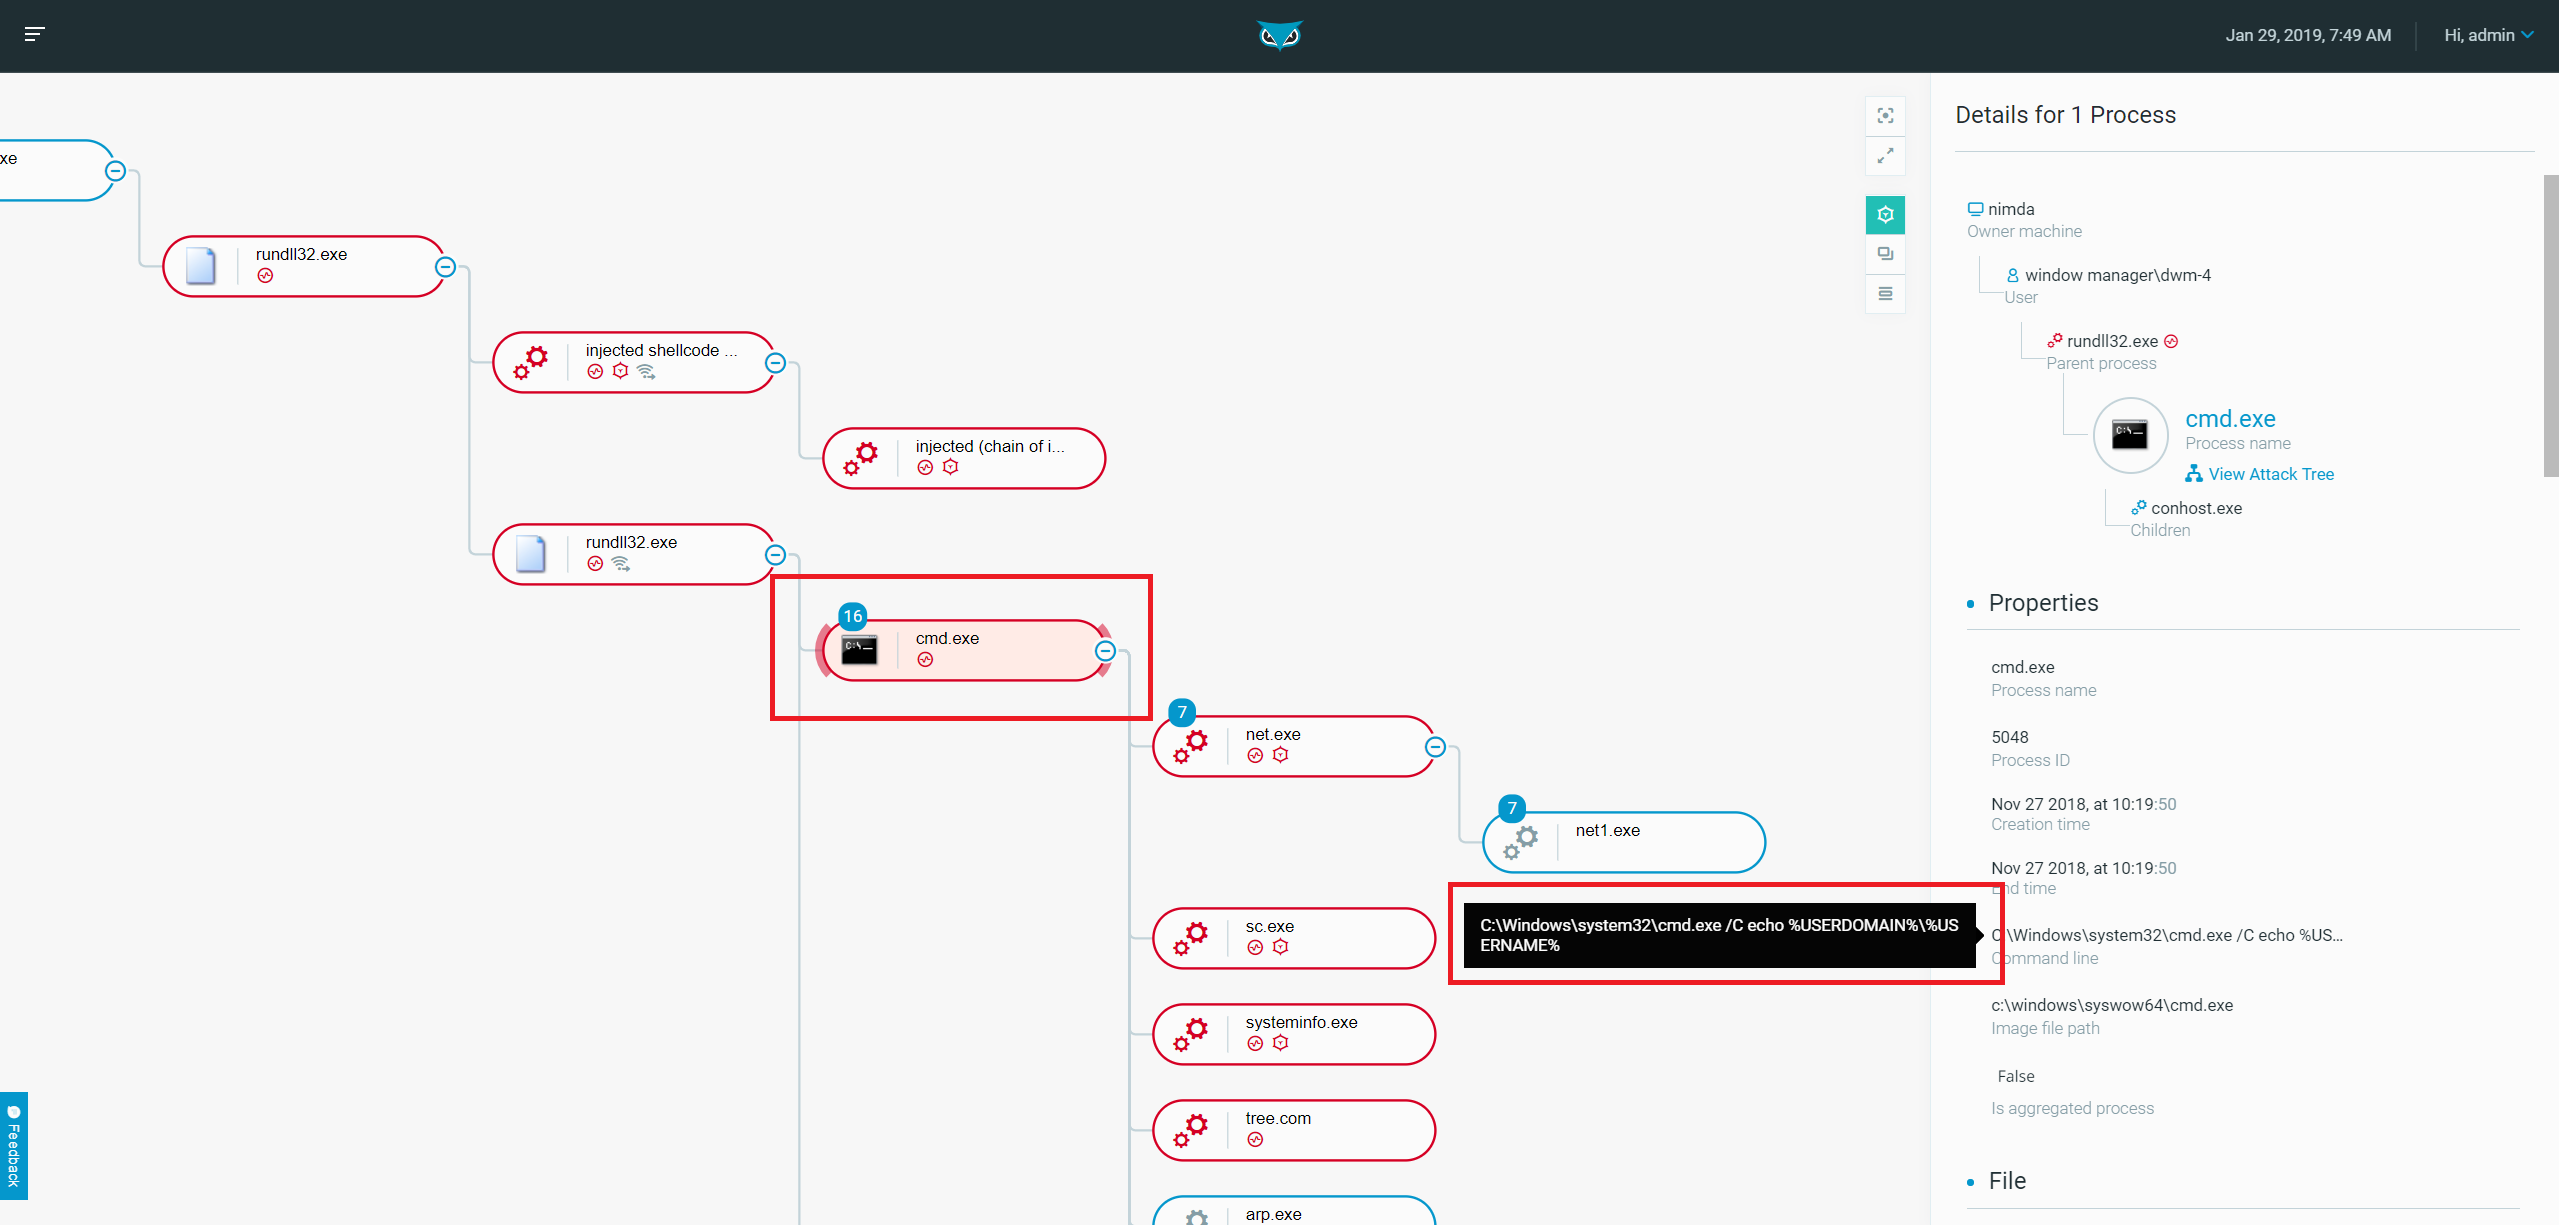 Jan 29, 2019, 7:49 AM
Hi, admin
xe
rundll32.exe
injected shellcode ...
injected (chain of i...
rundll32.exe
16
cmd.exe
7
net.exe
7
net1.exe
sc.exe
systeminfo.exe
tree.com
arp.exe
C:\Windows\system32\cmd.exe /C echo %USERDOMAIN%\%US
ERNAME%
Feedback
Details for 1 Process
nimda
Owner machine
window manager\dwm-4
User
rundll32.exe
Parent process
cmd.exe
Process name
View Attack Tree
conhost.exe
Children
Properties
cmd.exe
Process name
5048
Process ID
Nov 27 2018, at 10:19:50
Creation time
Nov 27 2018, at 10:19:50
End time
C:\Windows\system32\cmd.exe /C echo %US...
Command line
c:\windows\syswow64\cmd.exe
Image file path
False
Is aggregated process
File